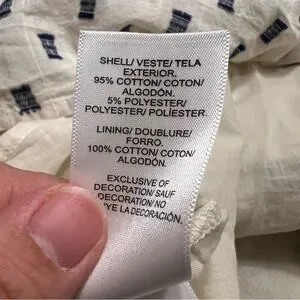 SHELL/ VESTE/ TELA
EXTERIOR.
95% COTTON/ COTON/
ALGODÓN.
5% POLYESTER/
POLYESTER/ POLIÉSTER.
LINING/ DOUBLURE/
FORRO.
100% COTTON/ COTON/
ALGODÓN.
EXCLUSIVE OF
DECORATION/ SAUF
DECORATION/ NO
YE LA DECORACIÓN.